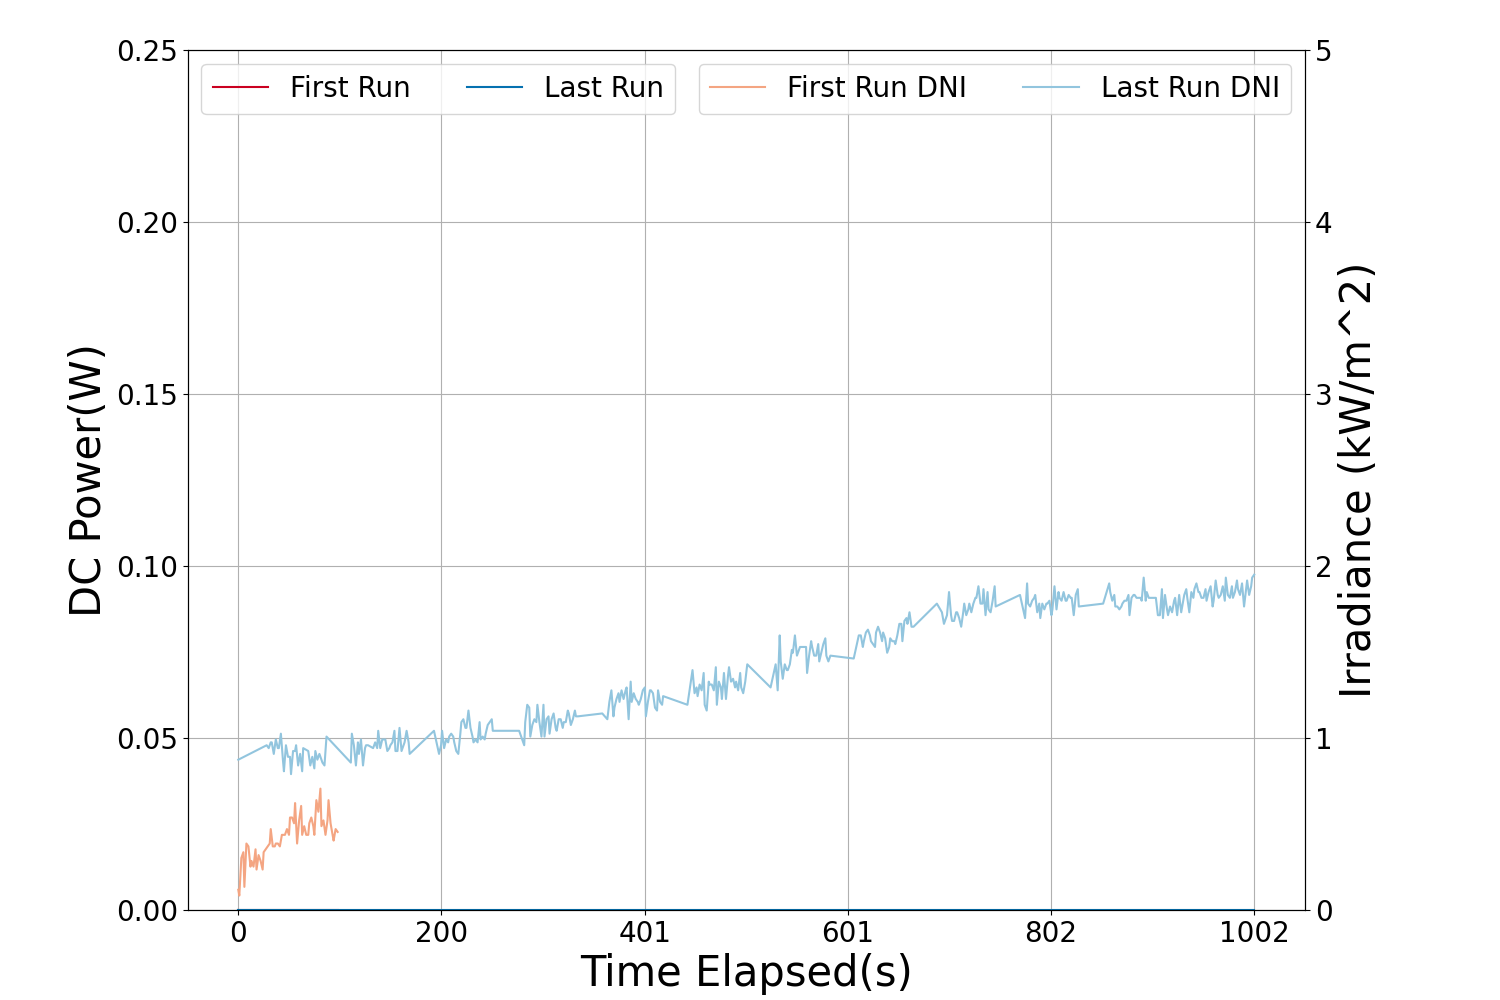 0.25
0.20
0.15
0.10
0.05
0.00
DC Power(W)
First Run
Last Run
First Run DNI
Last Run DNI
5
4
3
2
1
0
Irradiance (kW/m^2)
0
200
401
601
802
1002
Time Elapsed(s)